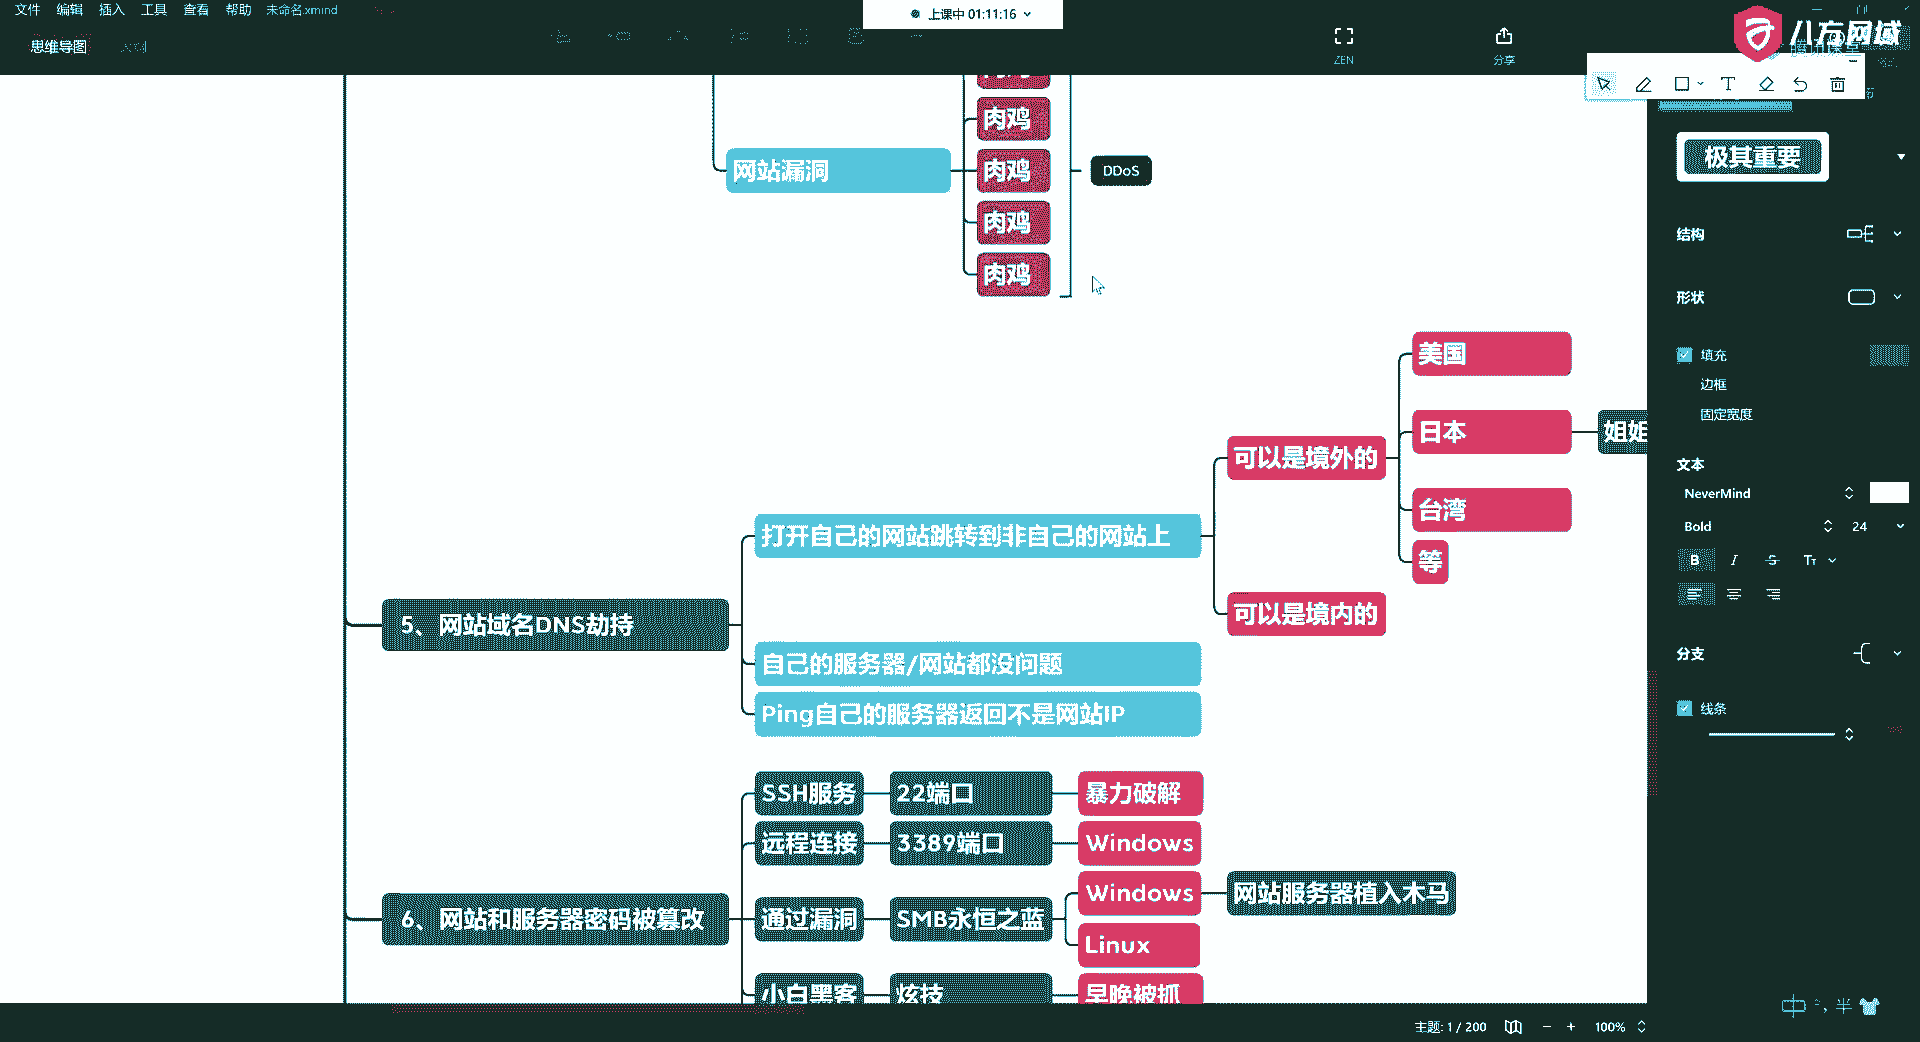 文件 编辑 插入 工具 查看 帮助 未命名.xmind
上课中 01:11:16
八方网域
腾讯课堂
思维导图
ZEN
分享
肉鸡
网站漏洞
肉鸡
DDoS
肉鸡
肉鸡
极其重要
结构
形状
填充
边框
固定宽度
文本
NeverMind
Bold 24
B I S Tт
分支
线条
美国
可以是境外的
日本
姐姐
台湾
等
打开自己的网站跳转到非自己的网站上
可以是境内的
5、网站域名DNS劫持
自己的服务器/网站都没问题
Ping自己的服务器返回不是网站IP
SSH服务 22端口 暴力破解
远程连接 3389端口 Windows
6、网站和服务器密码被篡改
通过漏洞 SMB永恒之蓝
Windows 网站服务器植入木马
Linux
小白黑客 炫技 早晚被抓
中 °, 半
主题: 1 / 200
100%